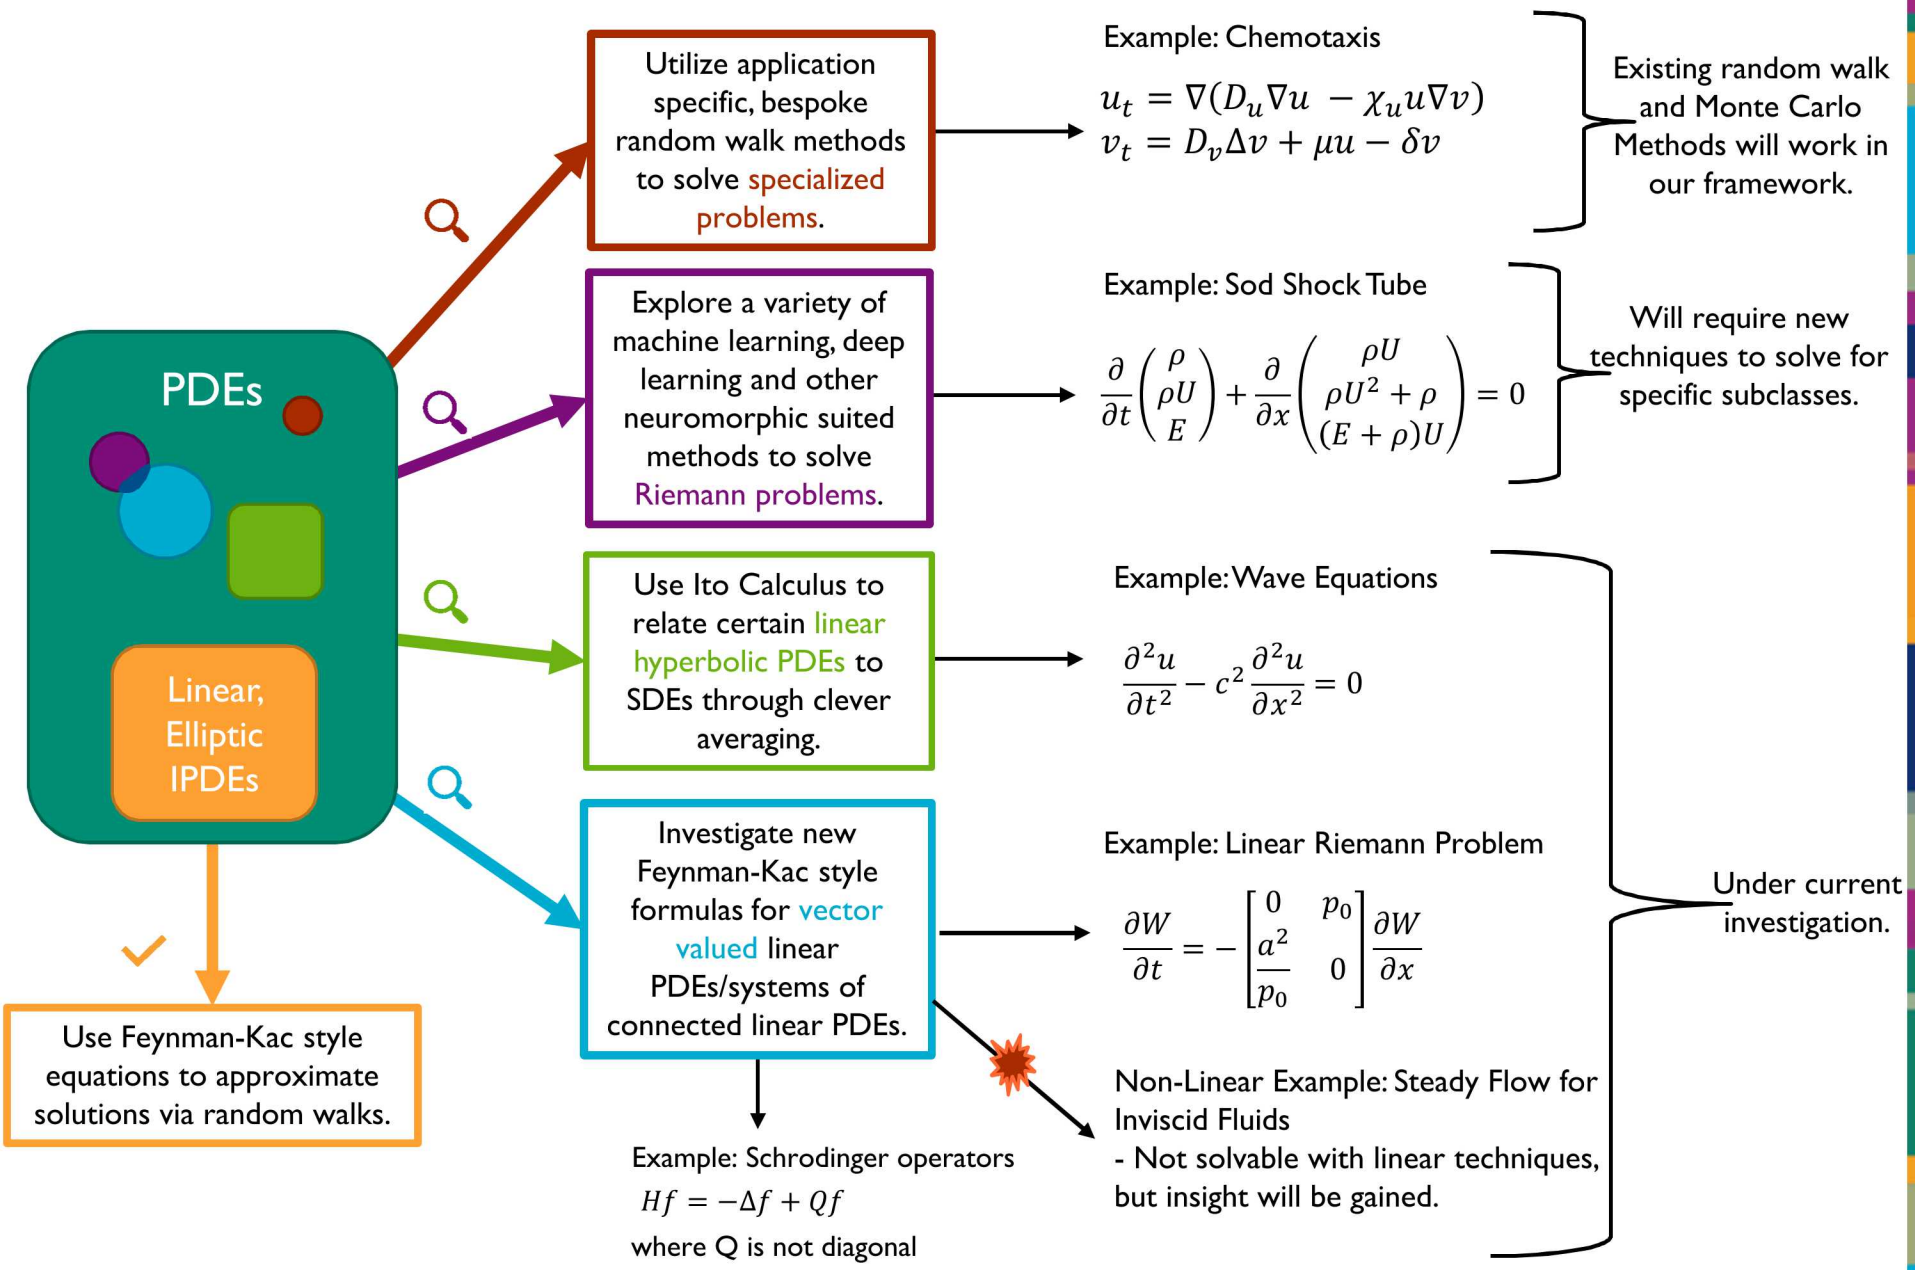 PDEs
Linear,
Elliptic
IPDEs
Use Feynman-Kac style
equations to approximate
solutions via random walks.
Utilize application
specific, bespoke
random walk methods
to solve specialized
problems.
Example: Chemotaxis
u_t = ∇(D_u∇u − χ_u u∇v)
v_t = D_vΔv + μu − δv
Existing random walk
and Monte Carlo
Methods will work in
our framework.
Explore a variety of
machine learning, deep
learning and other
neuromorphic suited
methods to solve
Riemann problems.
Example: Sod Shock Tube
∂/∂t (ρ, ρU, E) + ∂/∂x (ρU, ρU² + ρ, (E + ρ)U) = 0
Will require new
techniques to solve for
specific subclasses.
Use Ito Calculus to
relate certain linear
hyperbolic PDEs to
SDEs through clever
averaging.
Example: Wave Equations
∂²u/∂t² − c² ∂²u/∂x² = 0
Investigate new
Feynman-Kac style
formulas for vector
valued linear
PDEs/systems of
connected linear PDEs.
Example: Linear Riemann Problem
∂W/∂t = − [0 p₀; a²/p₀ 0] ∂W/∂x
Non-Linear Example: Steady Flow for
Inviscid Fluids
- Not solvable with linear techniques,
but insight will be gained.
Under current
investigation.
Example: Schrodinger operators
Hf = −Δf + Qf
where Q is not diagonal